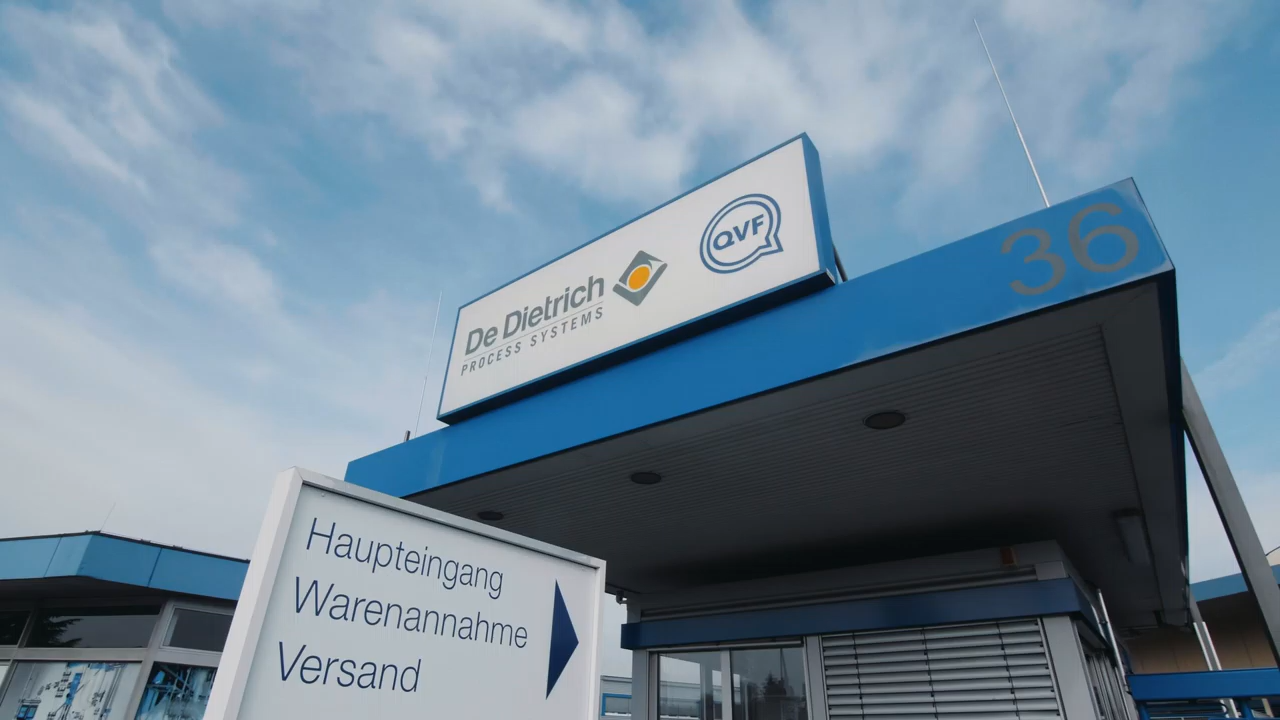 De Dietrich
PROCESS SYSTEMS
QVF
36
Haupteingang
Warenannahme
Versand